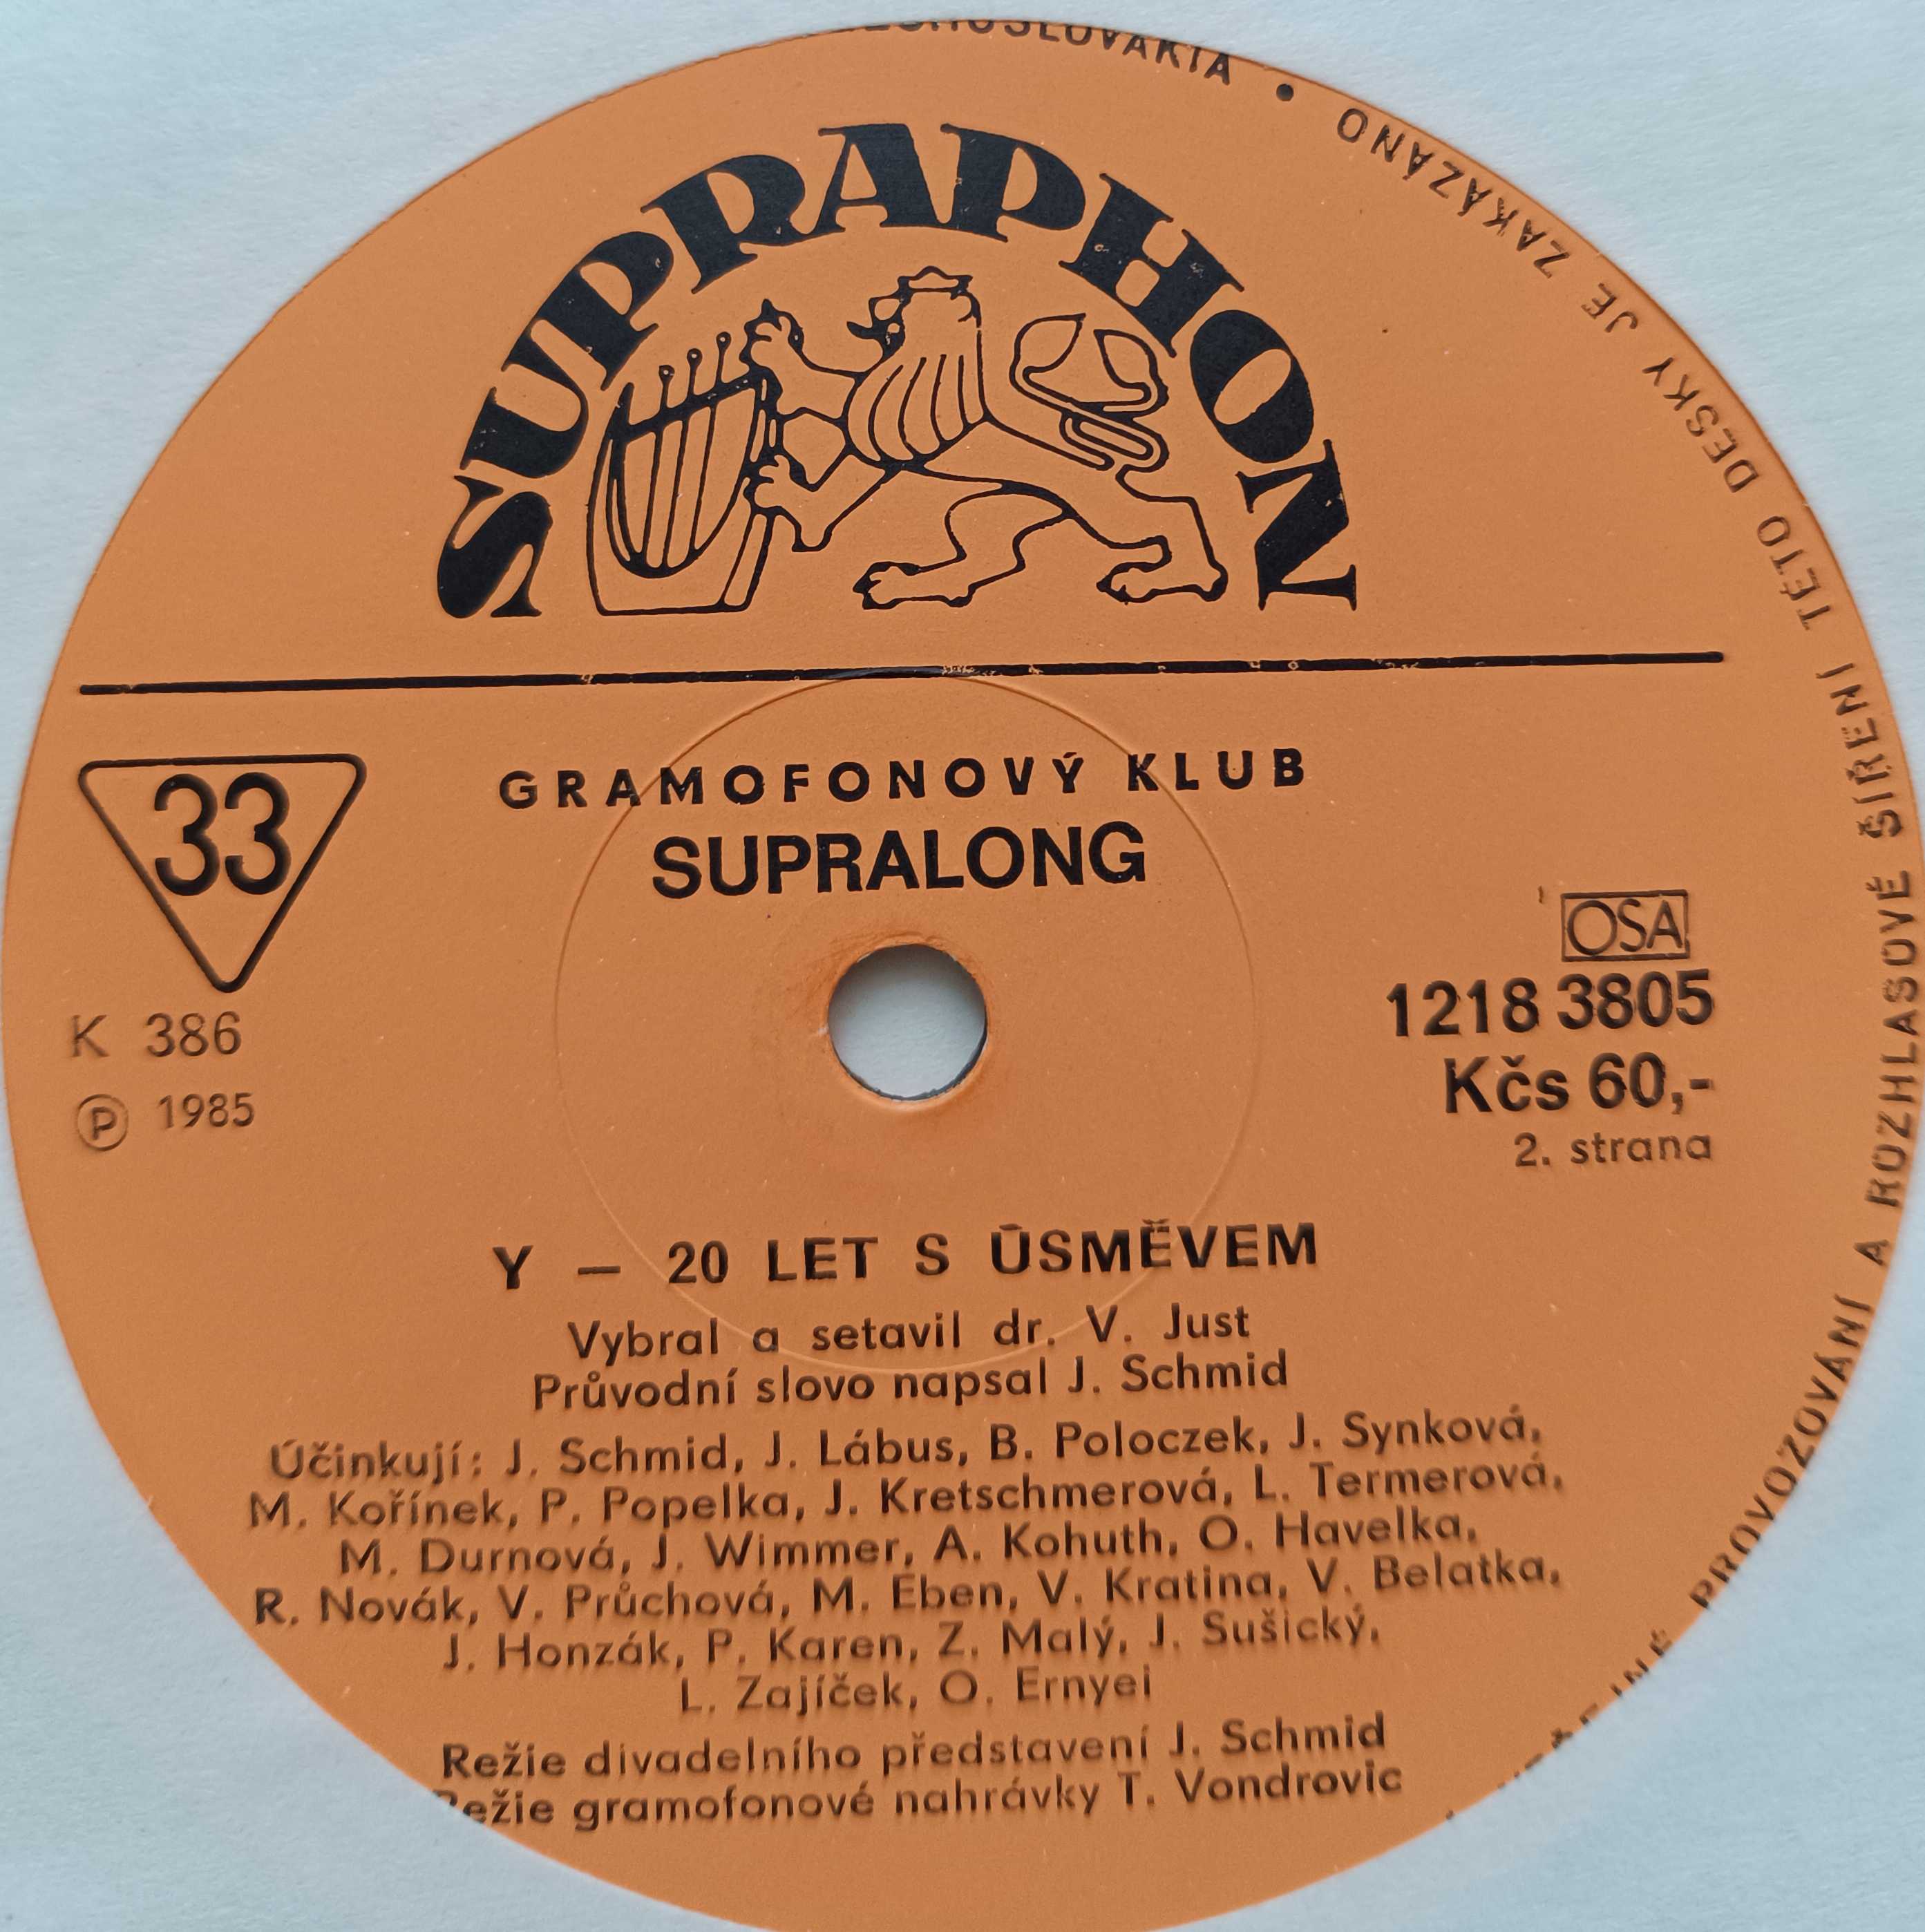 SUPRAPHON
33
GRAMOFONOVÝ KLUB
SUPRALONG
OSA
K 386
1218 3805
Kčs 60,-
Ⓟ 1985
2. strana
Y — 20 LET S ÚSMĚVEM
Vybral a setavil dr. V. Just
Průvodní slovo napsal J. Schmid
Účinkují: J. Schmid, J. Lábus, B. Poloczek, J. Synková,
M. Kořínek, P. Popelka, J. Kretschmerová, L. Termerová,
M. Durnová, J. Wimmer, A. Kohuth, O. Havelka,
R. Novák, V. Průchová, M. Eben, V. Kratina, V. Belatka,
J. Honzák, P. Karen, Z. Malý, J. Sušický,
L. Zajíček, O. Ernyei
Režie divadelního představení J. Schmid
Režie gramofonové nahrávky T. Vondrovic
PROVOZOVÁNÍ A ROZHLASOVÉ ŠÍŘENÍ TÉTO DESKY JE ZAKÁZÁNO •